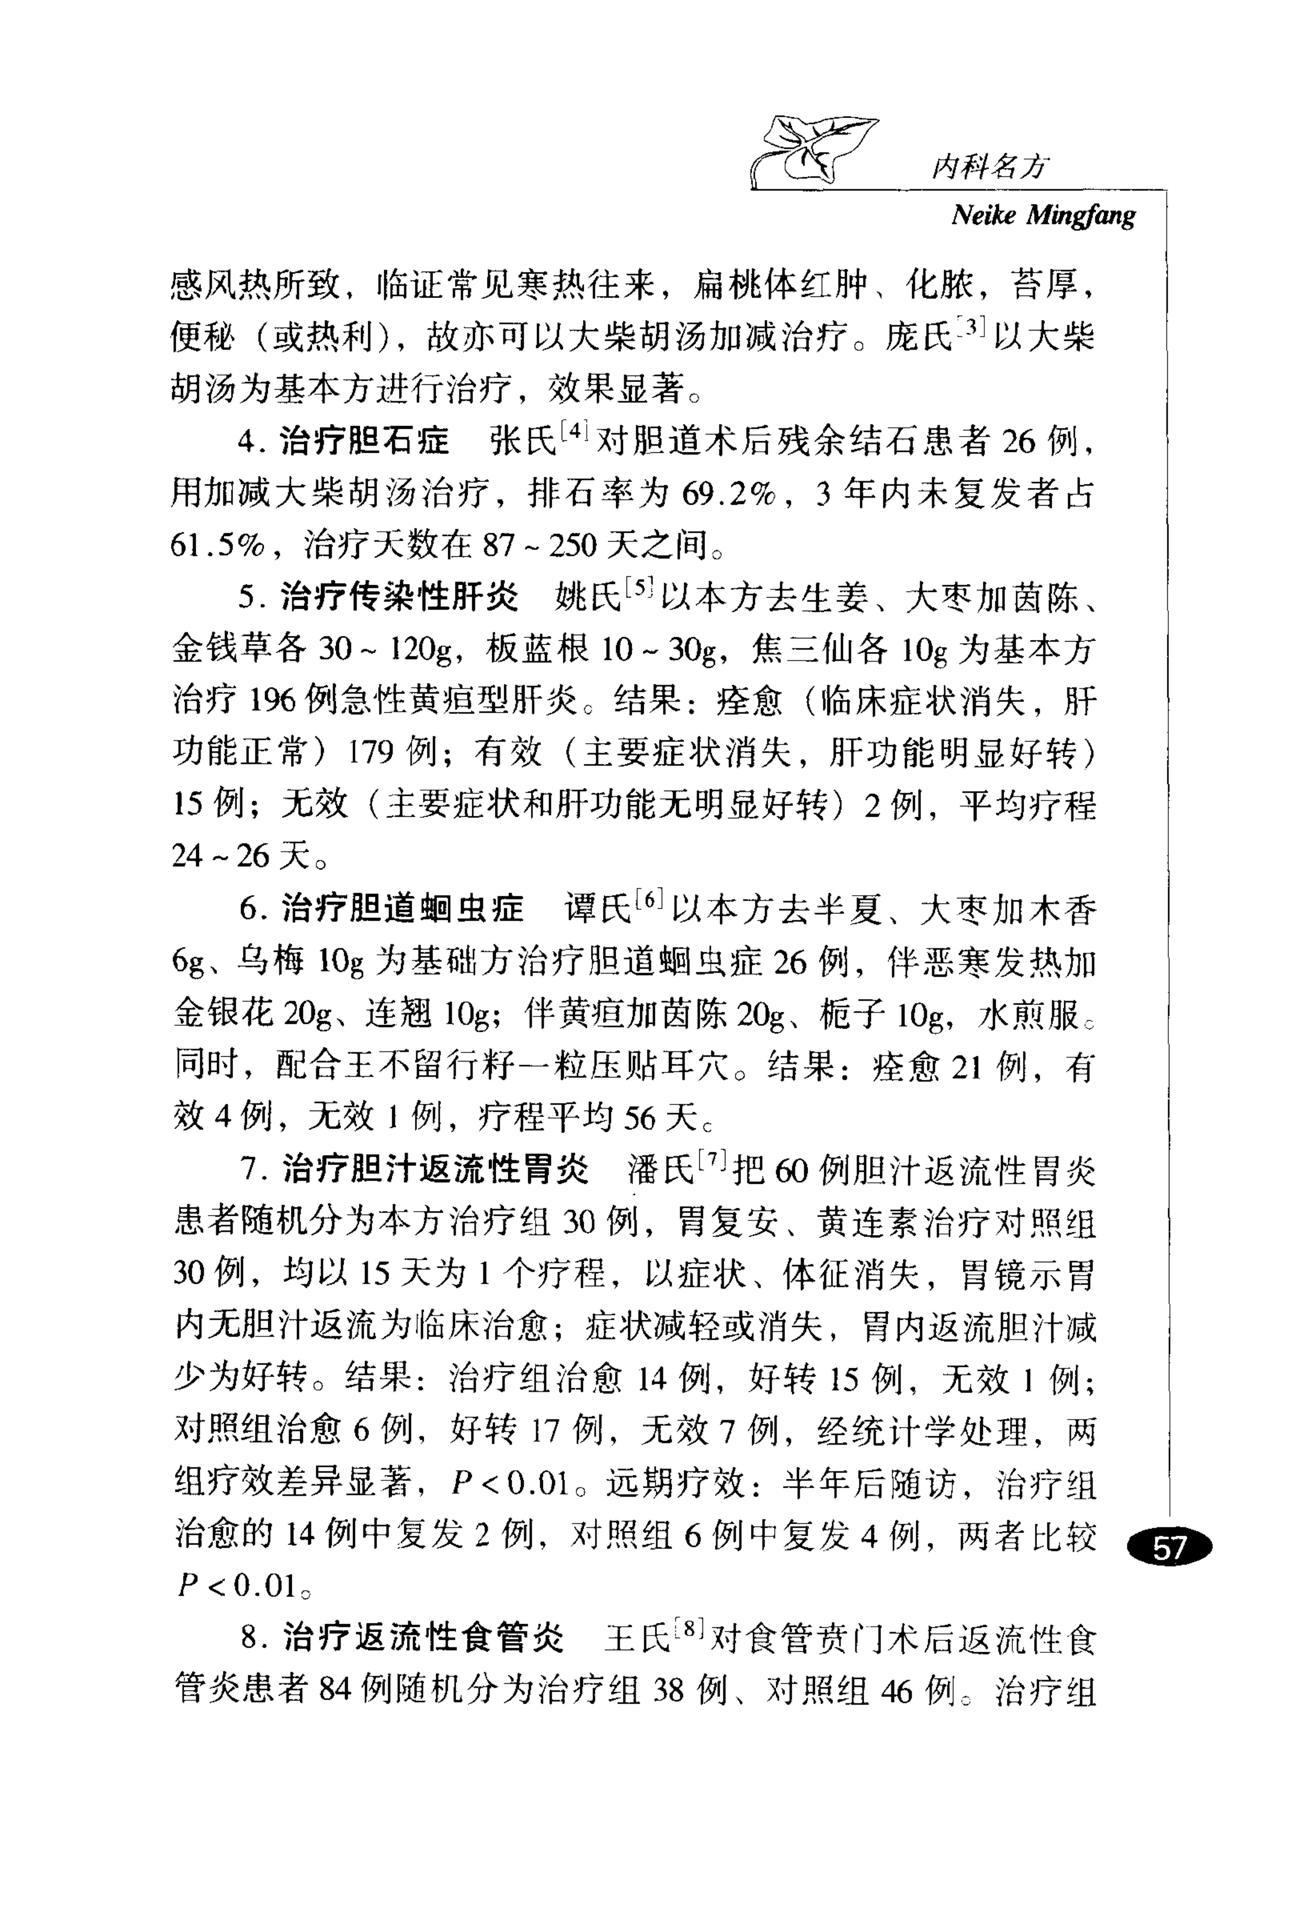 内科名方
Neike Mingfang
感风热所致，临证常见寒热往来，扁桃体红肿、化脓，苔厚，
便秘（或热利），故亦可以大柴胡汤加减治疗。庞氏[3]以大柴
胡汤为基本方进行治疗，效果显著。
4. 治疗胆石症　张氏[4]对胆道术后残余结石患者 26 例，
用加减大柴胡汤治疗，排石率为 69.2%，3 年内未复发者占
61.5%，治疗天数在 87～250 天之间。
5. 治疗传染性肝炎　姚氏[5]以本方去生姜、大枣加茵陈、
金钱草各 30～120g，板蓝根 10～30g，焦三仙各 10g 为基本方
治疗 196 例急性黄疸型肝炎。结果：痊愈（临床症状消失，肝
功能正常）179 例；有效（主要症状消失，肝功能明显好转）
15 例；无效（主要症状和肝功能无明显好转）2 例，平均疗程
24～26 天。
6. 治疗胆道蛔虫症　谭氏[6]以本方去半夏、大枣加木香
6g、乌梅 10g 为基础方治疗胆道蛔虫症 26 例，伴恶寒发热加
金银花 20g、连翘 10g；伴黄疸加茵陈 20g、栀子 10g，水煎服。
同时，配合王不留行籽一粒压贴耳穴。结果：痊愈 21 例，有
效 4 例，无效 1 例，疗程平均 56 天。
7. 治疗胆汁返流性胃炎　潘氏[7]把 60 例胆汁返流性胃炎
患者随机分为本方治疗组 30 例，胃复安、黄连素治疗对照组
30 例，均以 15 天为 1 个疗程，以症状、体征消失，胃镜示胃
内无胆汁返流为临床治愈；症状减轻或消失，胃内返流胆汁减
少为好转。结果：治疗组治愈 14 例，好转 15 例，无效 1 例；
对照组治愈 6 例，好转 17 例，无效 7 例，经统计学处理，两
组疗效差异显著，P＜0.01。远期疗效：半年后随访，治疗组
治愈的 14 例中复发 2 例，对照组 6 例中复发 4 例，两者比较
P＜0.01。
57
8. 治疗返流性食管炎　王氏[8]对食管贲门术后返流性食
管炎患者 84 例随机分为治疗组 38 例、对照组 46 例。治疗组